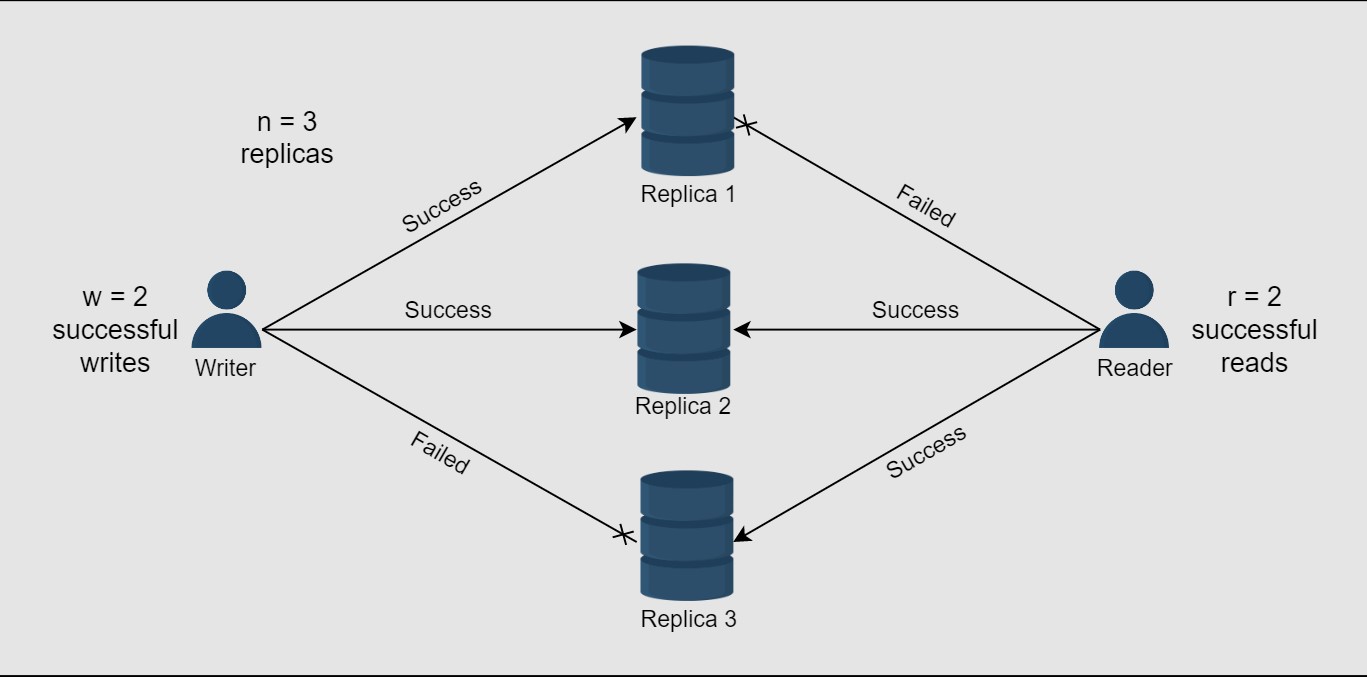 n = 3
replicas
Replica 1
Success
Failed
w = 2
successful
writes
Writer
Success
Success
Replica 2
Reader
r = 2
successful
reads
Failed
Success
Replica 3